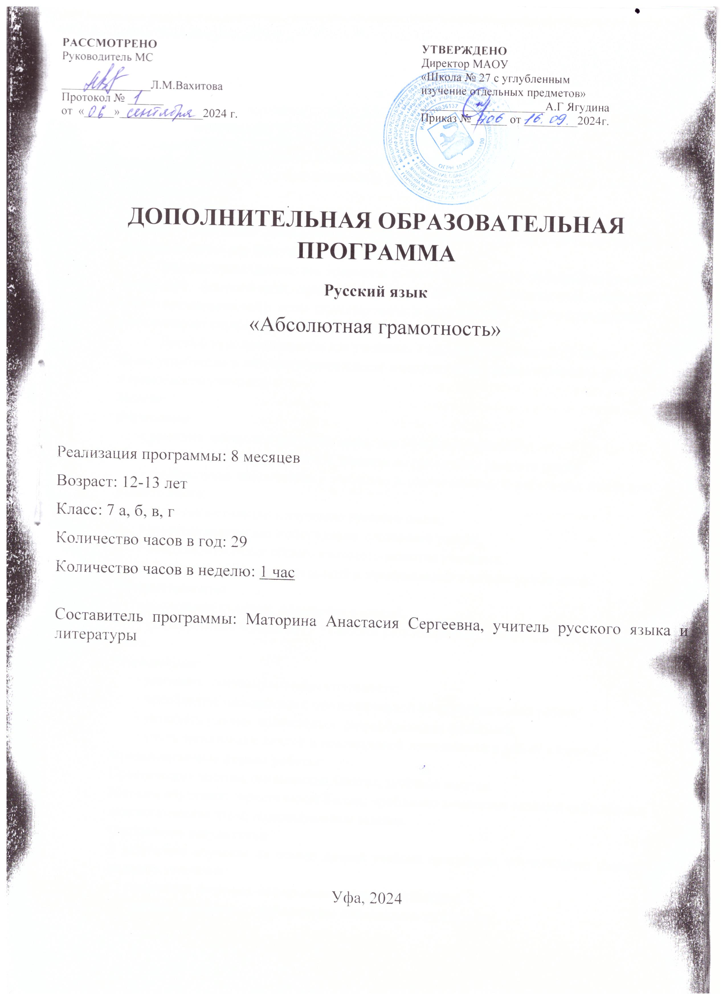 РАССМОТРЕНО
Руководитель МС
_______________Л.М.Вахитова
Протокол № 1
от «06» сентября 2024 г.
УТВЕРЖДЕНО
Директор МАОУ
«Школа № 27 с углубленным
изучение отдельных предметов»
_____________________А.Г Ягудина
Приказ № 406 от 16.09. 2024г.
ДОПОЛНИТЕЛЬНАЯ ОБРАЗОВАТЕЛЬНАЯ
ПРОГРАММА
Русский язык
«Абсолютная грамотность»
Реализация программы: 8 месяцев
Возраст: 12-13 лет
Класс: 7 а, б, в, г
Количество часов в год: 29
Количество часов в неделю: 1 час
Составитель программы: Маторина Анастасия Сергеевна, учитель русского языка и
литературы
Уфа, 2024